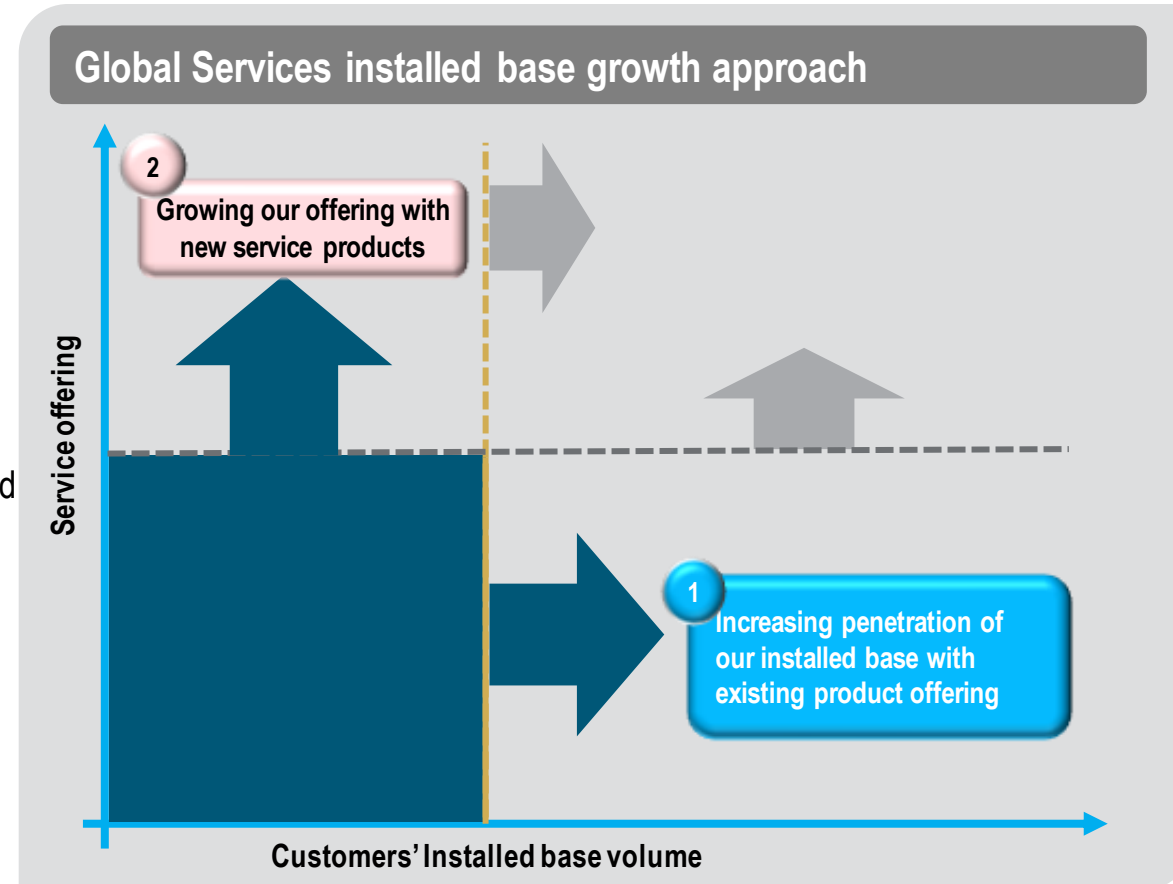 Global Services installed base growth approach
2
Growing our offering with
new service products
Service offering
d
1
Increasing penetration of
our installed base with
existing product offering
Customers' Installed base volume